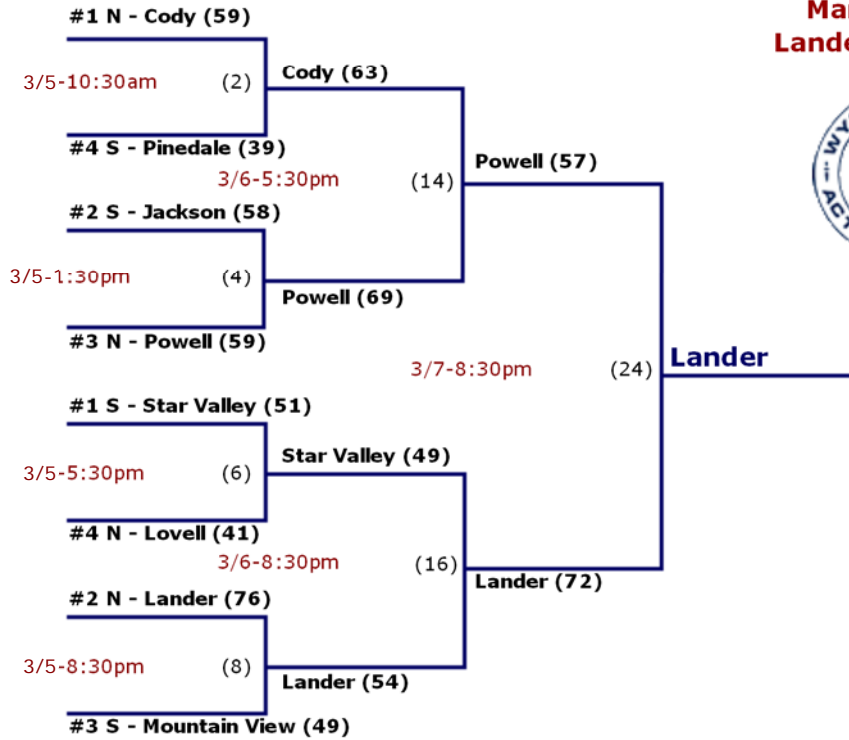 #1 N - Cody (59)
3/5-10:30am (2)
Cody (63)
#4 S - Pinedale (39)
3/6-5:30pm (14)
Powell (57)
#2 S - Jackson (58)
3/5-1:30pm (4)
Powell (69)
#3 N - Powell (59)
3/7-8:30pm (24)
Lander
#1 S - Star Valley (51)
Star Valley (49)
3/5-5:30pm (6)
#4 N - Lovell (41)
3/6-8:30pm (16)
Lander (72)
#2 N - Lander (76)
3/5-8:30pm (8)
Lander (54)
#3 S - Mountain View (49)